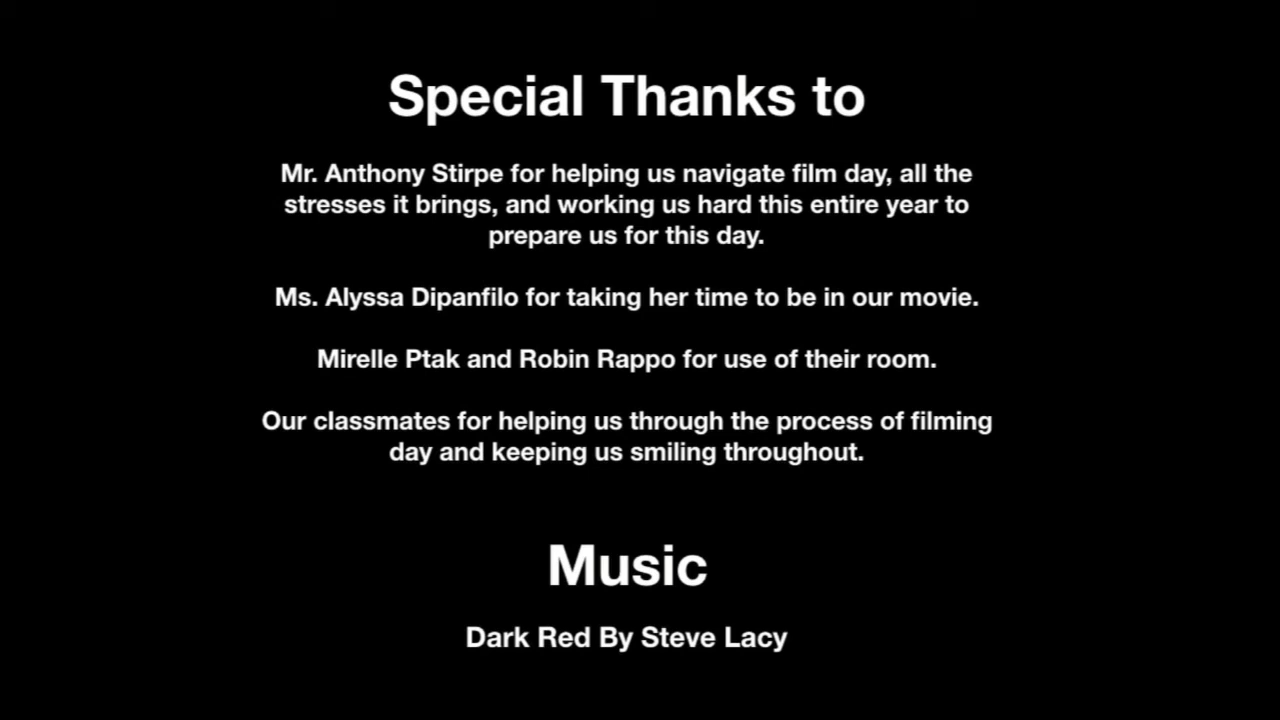 Special Thanks to
Mr. Anthony Stirpe for helping us navigate film day, all the
stresses it brings, and working us hard this entire year to
prepare us for this day.
Ms. Alyssa Dipanfilo for taking her time to be in our movie.
Mirelle Ptak and Robin Rappo for use of their room.
Our classmates for helping us through the process of filming
day and keeping us smiling throughout.
Music
Dark Red By Steve Lacy